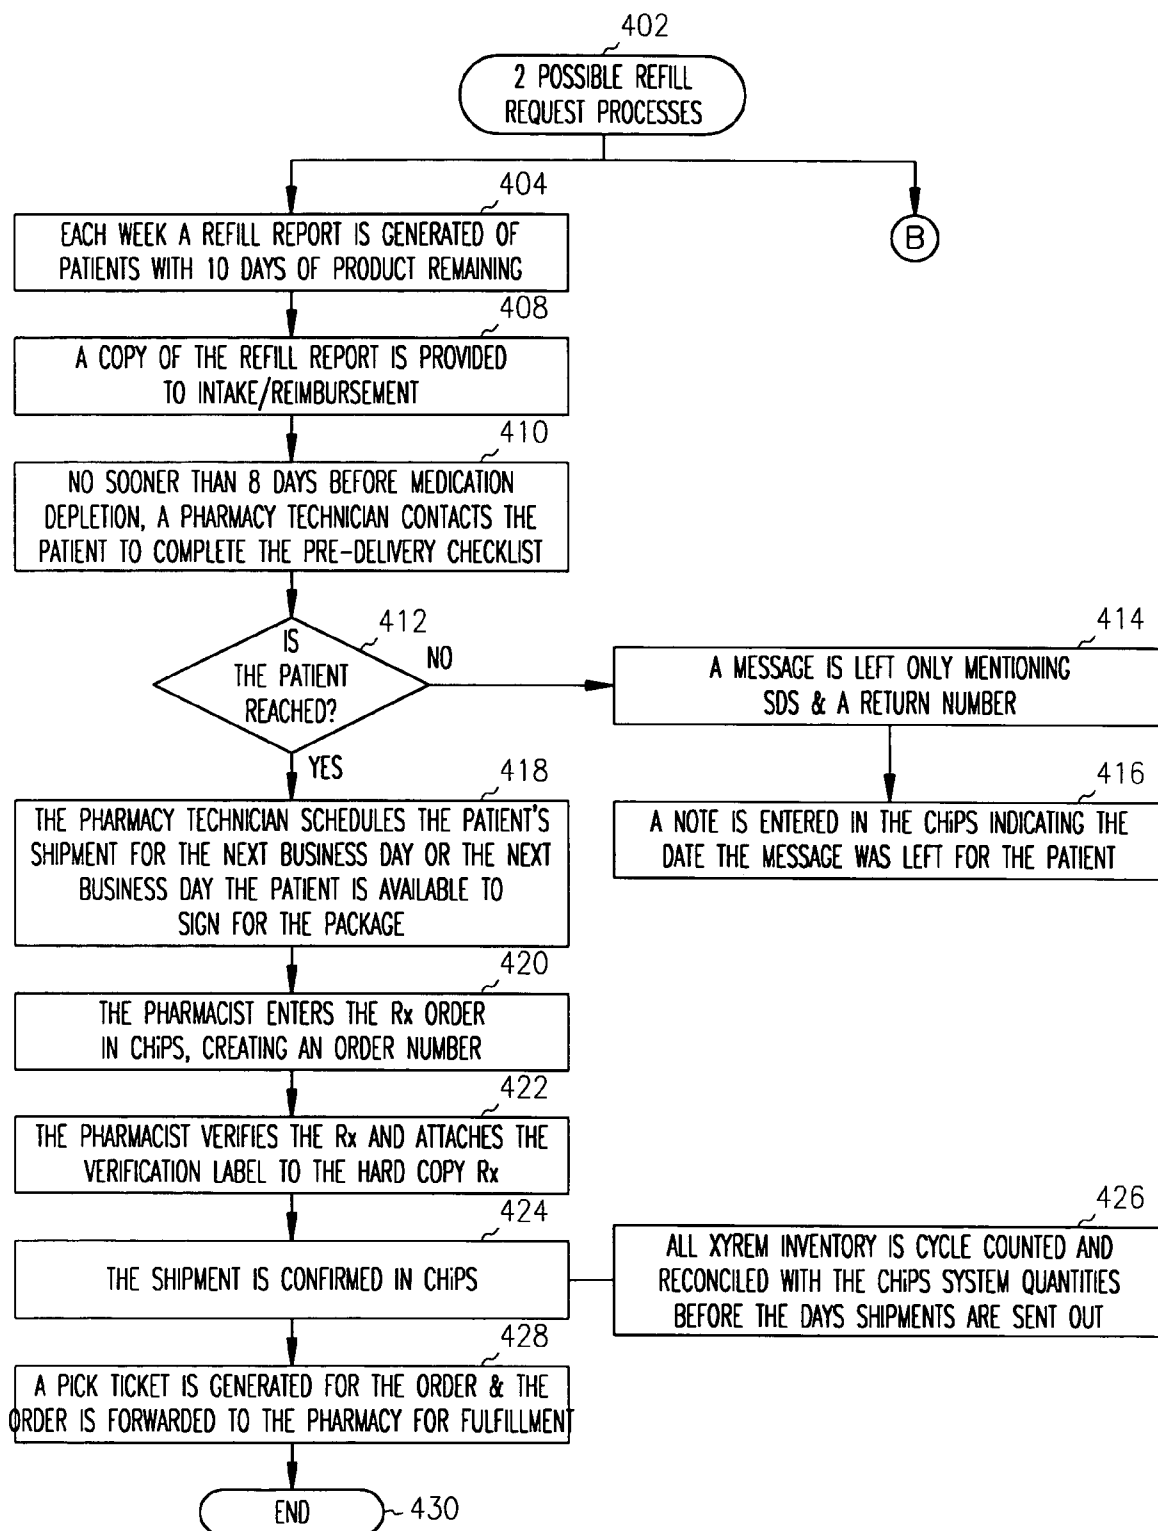 402
2 POSSIBLE REFILL
REQUEST PROCESSES
404
EACH WEEK A REFILL REPORT IS GENERATED OF
PATIENTS WITH 10 DAYS OF PRODUCT REMAINING
B
408
A COPY OF THE REFILL REPORT IS PROVIDED
TO INTAKE/REIMBURSEMENT
410
NO SOONER THAN 8 DAYS BEFORE MEDICATION
DEPLETION, A PHARMACY TECHNICIAN CONTACTS THE
PATIENT TO COMPLETE THE PRE-DELIVERY CHECKLIST
412
IS
THE PATIENT
REACHED?
NO
414
A MESSAGE IS LEFT ONLY MENTIONING
SDS & A RETURN NUMBER
416
A NOTE IS ENTERED IN THE CHiPS INDICATING THE
DATE THE MESSAGE WAS LEFT FOR THE PATIENT
YES
418
THE PHARMACY TECHNICIAN SCHEDULES THE PATIENT'S
SHIPMENT FOR THE NEXT BUSINESS DAY OR THE NEXT
BUSINESS DAY THE PATIENT IS AVAILABLE TO
SIGN FOR THE PACKAGE
420
THE PHARMACIST ENTERS THE Rx ORDER
IN CHiPS, CREATING AN ORDER NUMBER
422
THE PHARMACIST VERIFIES THE Rx AND ATTACHES THE
VERIFICATION LABEL TO THE HARD COPY Rx
424
THE SHIPMENT IS CONFIRMED IN CHiPS
426
ALL XYREM INVENTORY IS CYCLE COUNTED AND
RECONCILED WITH THE CHiPS SYSTEM QUANTITIES
BEFORE THE DAYS SHIPMENTS ARE SENT OUT
428
A PICK TICKET IS GENERATED FOR THE ORDER & THE
ORDER IS FORWARDED TO THE PHARMACY FOR FULFILLMENT
END
430